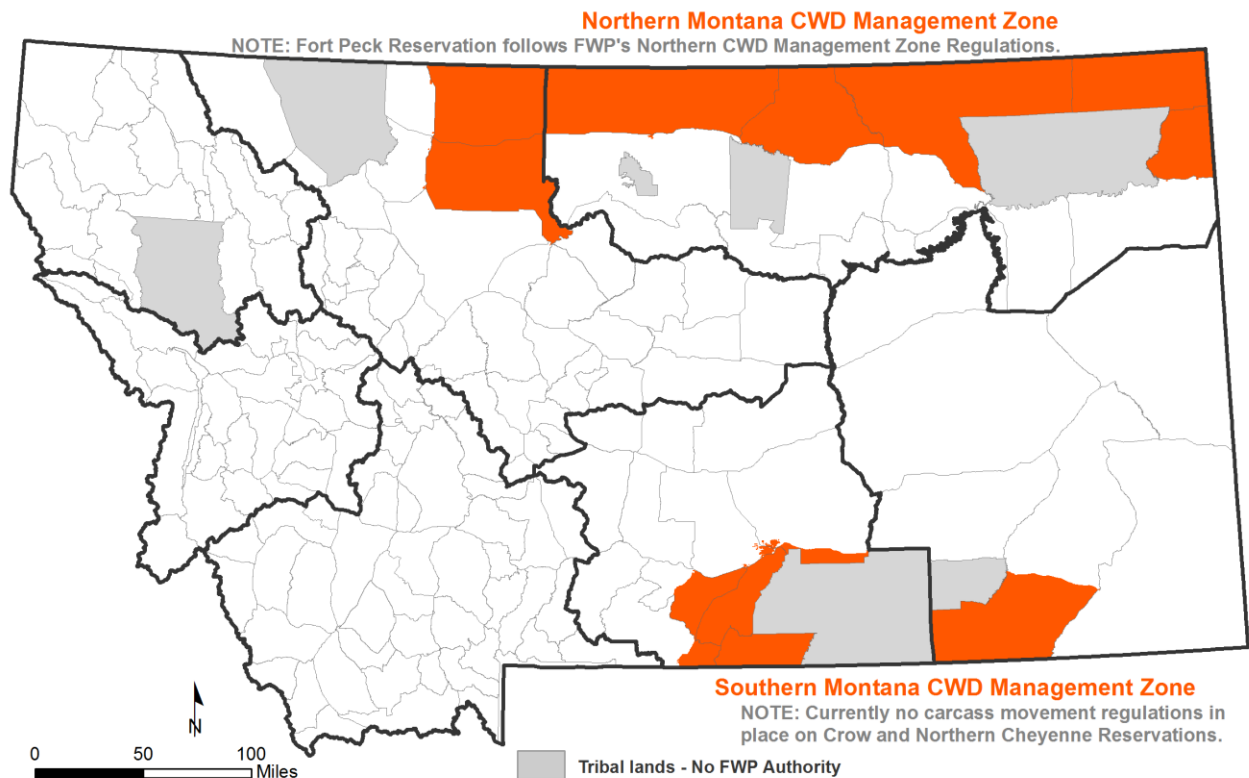 Northern Montana CWD Management Zone
NOTE: Fort Peck Reservation follows FWP's Northern CWD Management Zone Regulations.
Southern Montana CWD Management Zone
NOTE: Currently no carcass movement regulations in
place on Crow and Northern Cheyenne Reservations.
N
0 50 100
Miles
Tribal lands - No FWP Authority